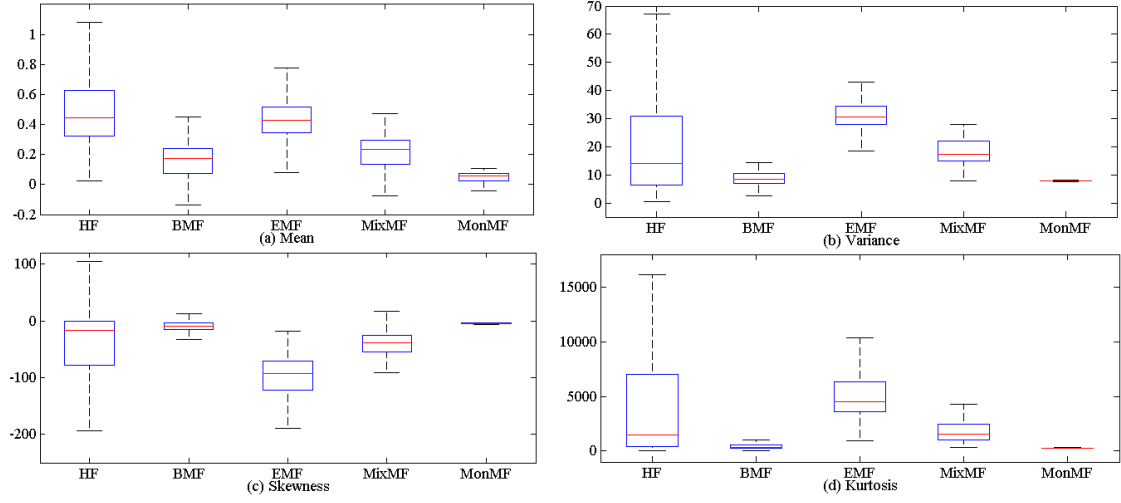 1
0.8
0.6
0.4
0.2
0
-0.2
HF BMF EMF MixMF MonMF
(a) Mean
70
60
50
40
30
20
10
0
HF BMF EMF MixMF MonMF
(b) Variance
100
0
-100
-200
HF BMF EMF MixMF MonMF
(c) Skewness
15000
10000
5000
0
HF BMF EMF MixMF MonMF
(d) Kurtosis